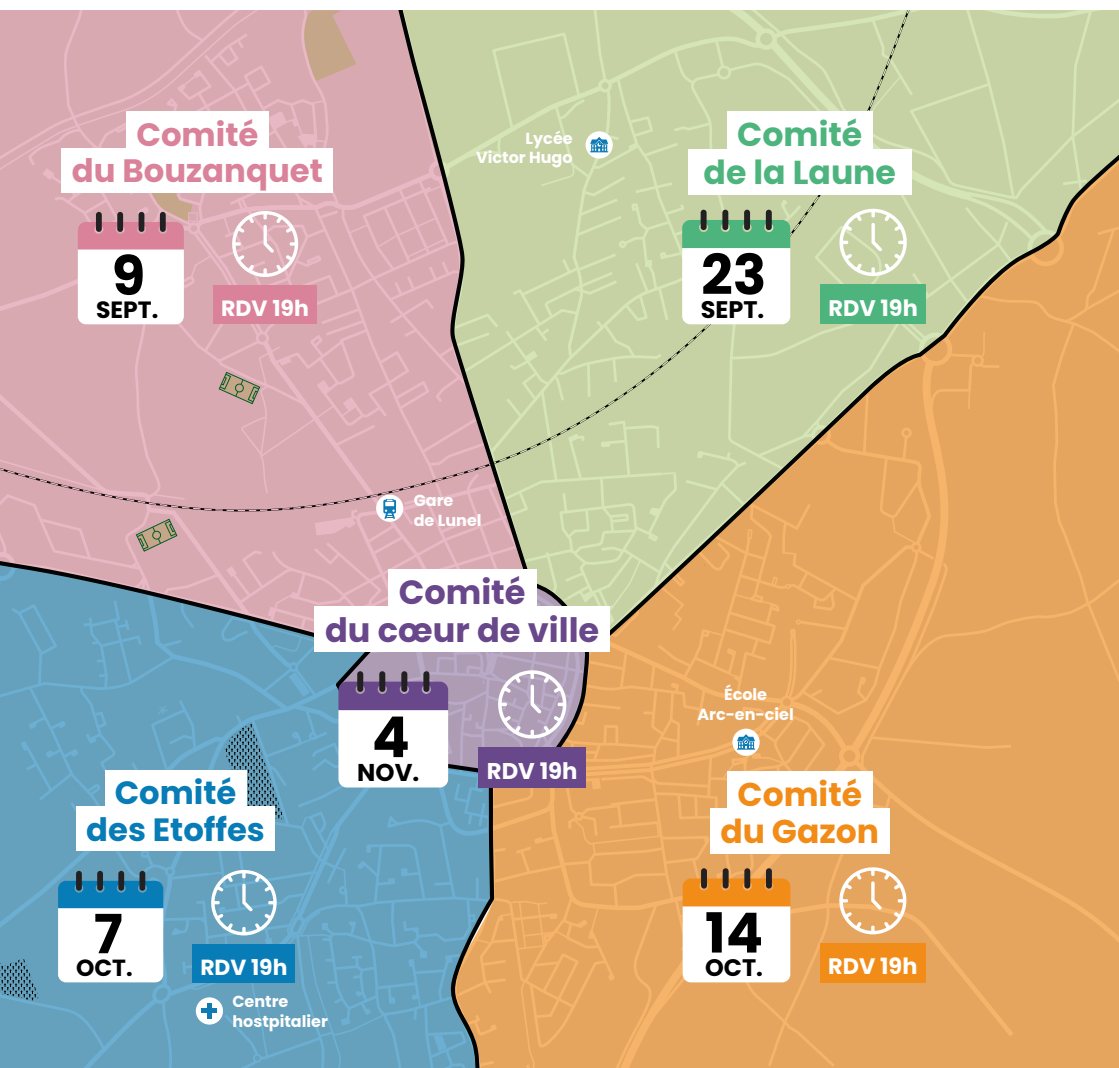 Comité
du Bouzanquet
9
SEPT.
RDV 19h
Lycée
Victor Hugo
Comité
de la Laune
23
SEPT.
RDV 19h
Gare
de Lunel
Comité
du cœur de ville
4
NOV.
RDV 19h
École
Arc-en-ciel
Comité
des Etoffes
7
OCT.
RDV 19h
Centre
hostpitalier
Comité
du Gazon
14
OCT.
RDV 19h